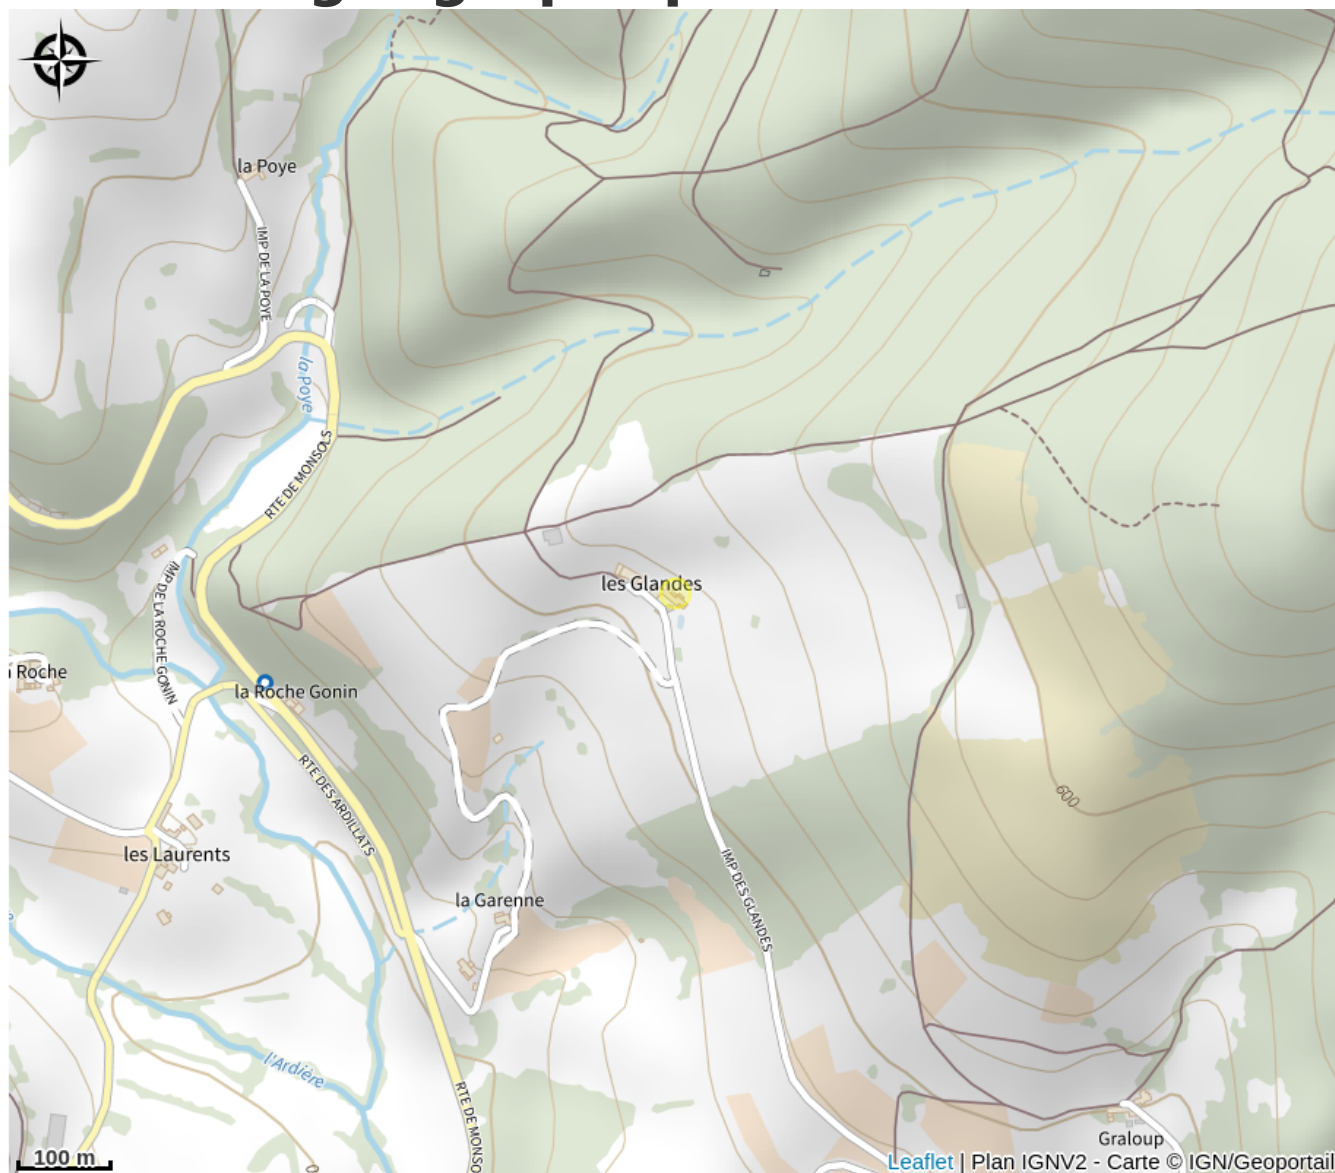 la Poye
IMP DE LA POYE
la Poye
RTE DE MONSOLS
les Glandes
IMP DE LA ROCHE GONIN
Roche
la Roche Gonin
RTE DES ARDILLATS
600
les Laurents
IMP DES GLANDES
la Garenne
l'Ardière
RTE DE MONSO
Graloup
100 m
Leaflet | Plan IGNV2 - Carte © IGN/Geoportail